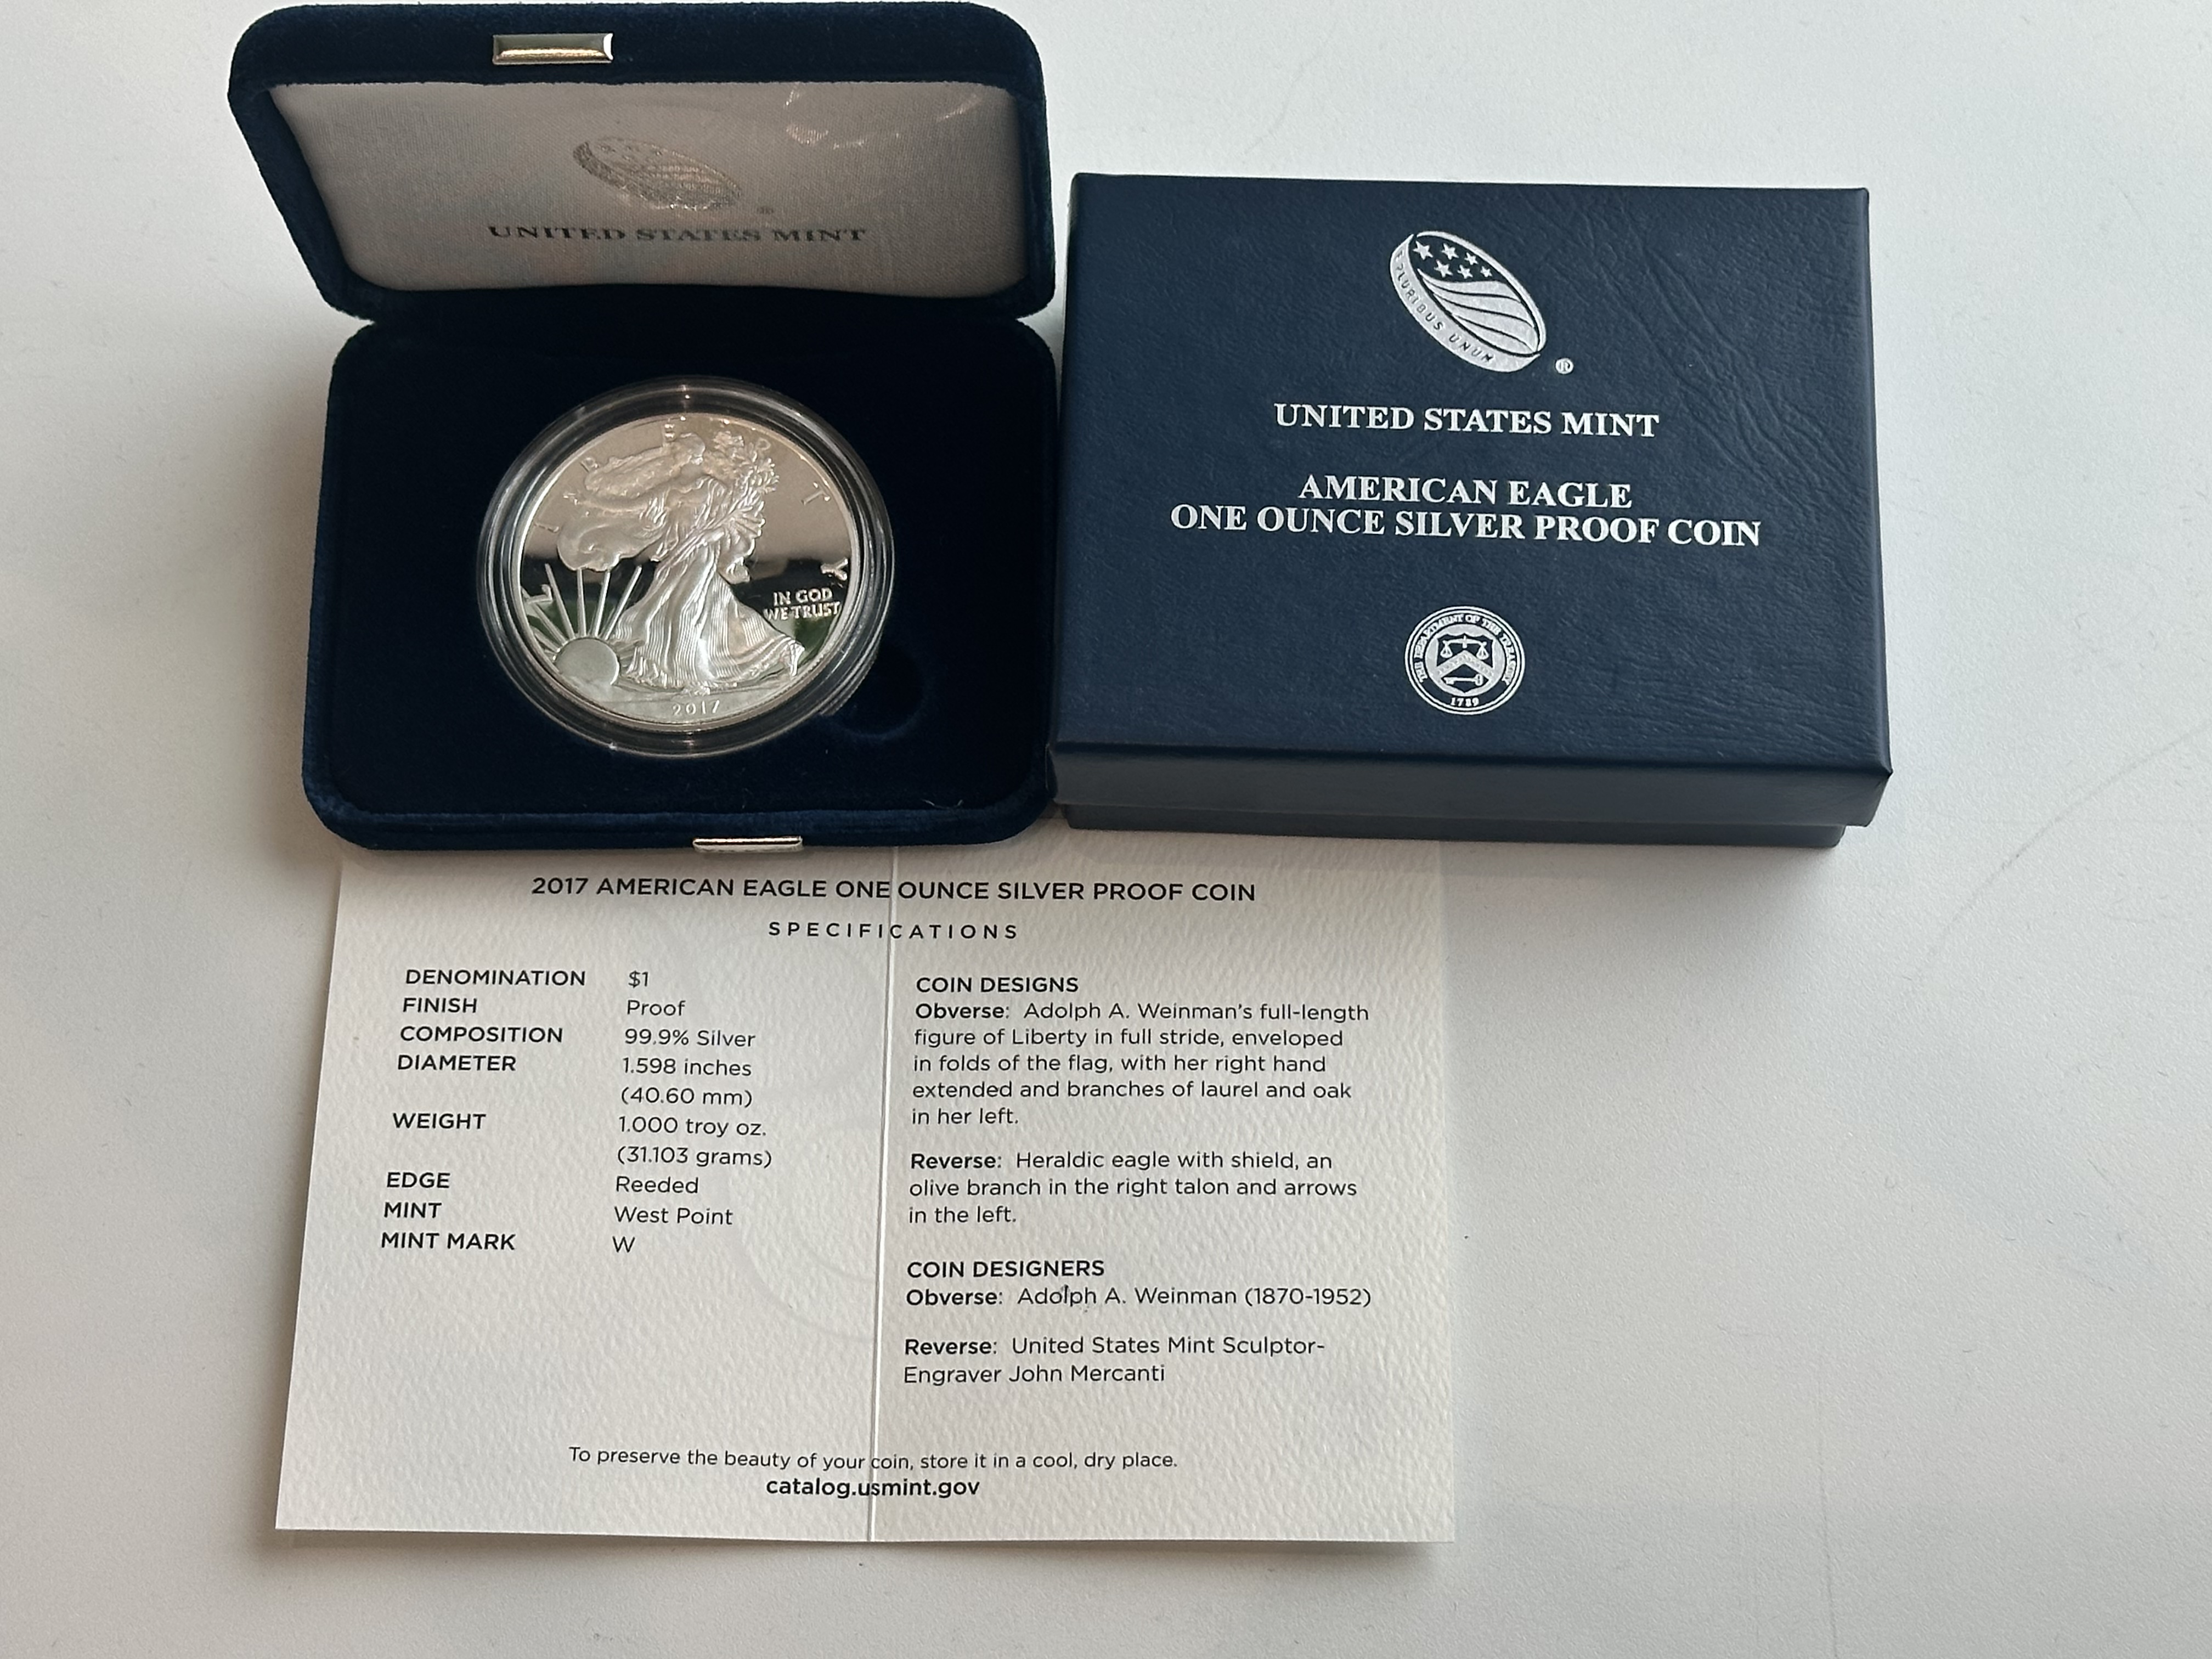 UNITED STATES MINT
LIBERTY
IN GOD
WE TRUST
2017
E PLURIBUS UNUM
®
UNITED STATES MINT
AMERICAN EAGLE
ONE OUNCE SILVER PROOF COIN
THE DEPARTMENT OF THE TREASURY
1789
2017 AMERICAN EAGLE ONE OUNCE SILVER PROOF COIN
SPECIFICATIONS
DENOMINATION $1
FINISH Proof
COMPOSITION 99.9% Silver
DIAMETER 1.598 inches
(40.60 mm)
WEIGHT 1.000 troy oz.
(31.103 grams)
EDGE Reeded
MINT West Point
MINT MARK W
COIN DESIGNS
Obverse: Adolph A. Weinman's full-length
figure of Liberty in full stride, enveloped
in folds of the flag, with her right hand
extended and branches of laurel and oak
in her left.
Reverse: Heraldic eagle with shield, an
olive branch in the right talon and arrows
in the left.
COIN DESIGNERS
Obverse: Adolph A. Weinman (1870-1952)
Reverse: United States Mint Sculptor-
Engraver John Mercanti
To preserve the beauty of your coin, store it in a cool, dry place.
catalog.usmint.gov